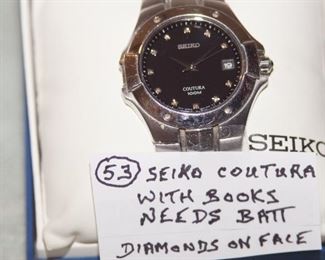 SEIKO
COUTURA
100M
SEIKO
53 SEIKO COUTURA
WITH BOOKS
NEEDS BATT
DIAMONDS ON FACE